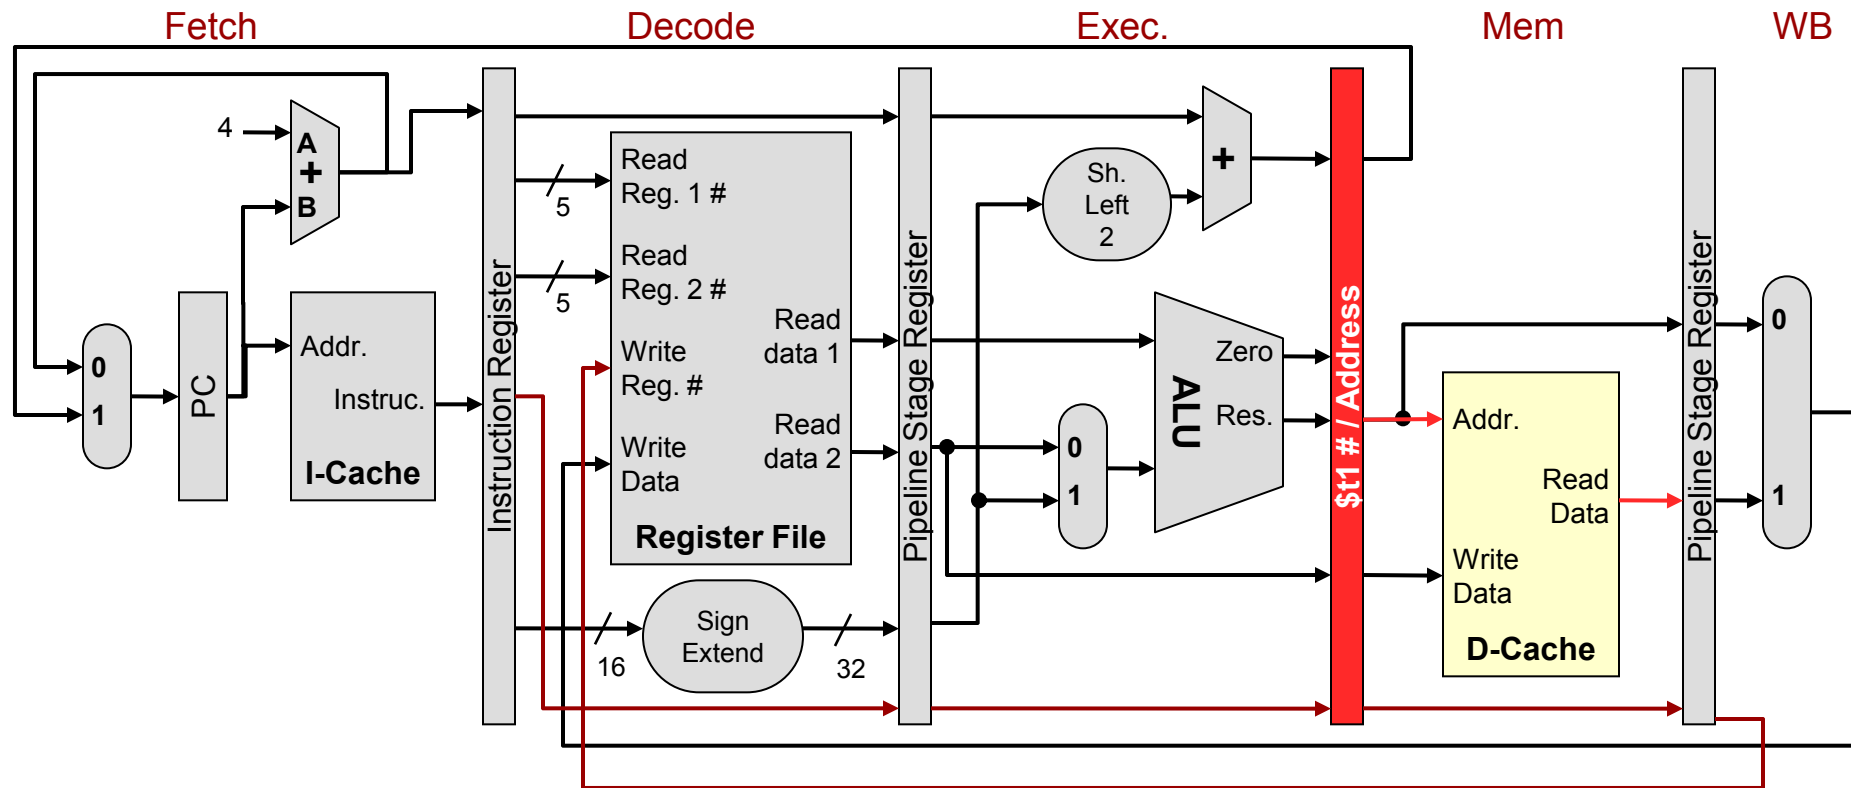 Fetch
Decode
Exec.
Mem
WB
4
A
+
B
0
1
PC
Addr.
Instruc.
I-Cache
Instruction Register
5
5
16
32
Read
Reg. 1 #
Read
Reg. 2 #
Write
Reg. #
Write
Data
Read
data 1
Read
data 2
Register File
Sign
Extend
Pipeline Stage Register
Sh.
Left
2
+
0
1
ALU
Zero
Res.
$t1 # / Address
Addr.
Read
Data
Write
Data
D-Cache
Pipeline Stage Register
0
1